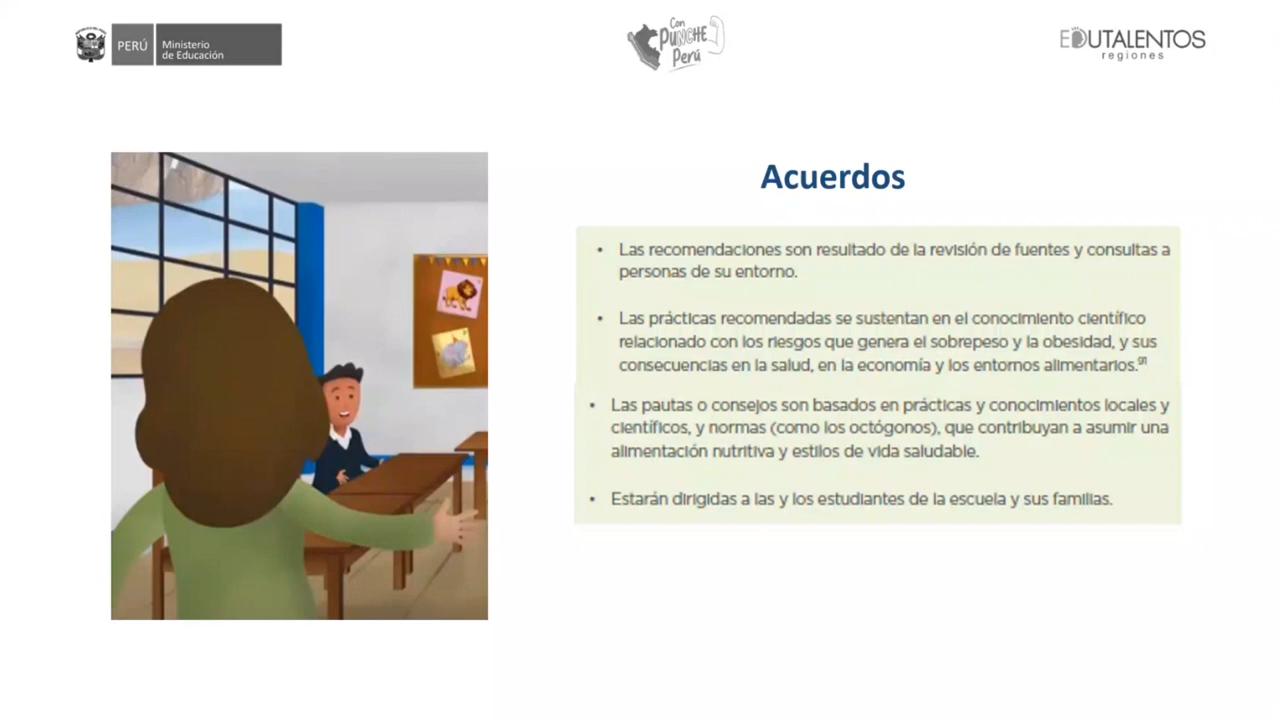 PERÚ
Ministerio
de Educación
Con
PUNCHE
Perú
EDUTALENTOS
regiones
Acuerdos
• Las recomendaciones son resultado de la revisión de fuentes y consultas a
personas de su entorno.
• Las prácticas recomendadas se sustentan en el conocimiento científico
relacionado con los riesgos que genera el sobrepeso y la obesidad, y sus
consecuencias en la salud, en la economía y los entornos alimentarios.⁹¹
• Las pautas o consejos son basados en prácticas y conocimientos locales y
científicos, y normas (como los octógonos), que contribuyan a asumir una
alimentación nutritiva y estilos de vida saludable.
• Estarán dirigidas a las y los estudiantes de la escuela y sus familias.